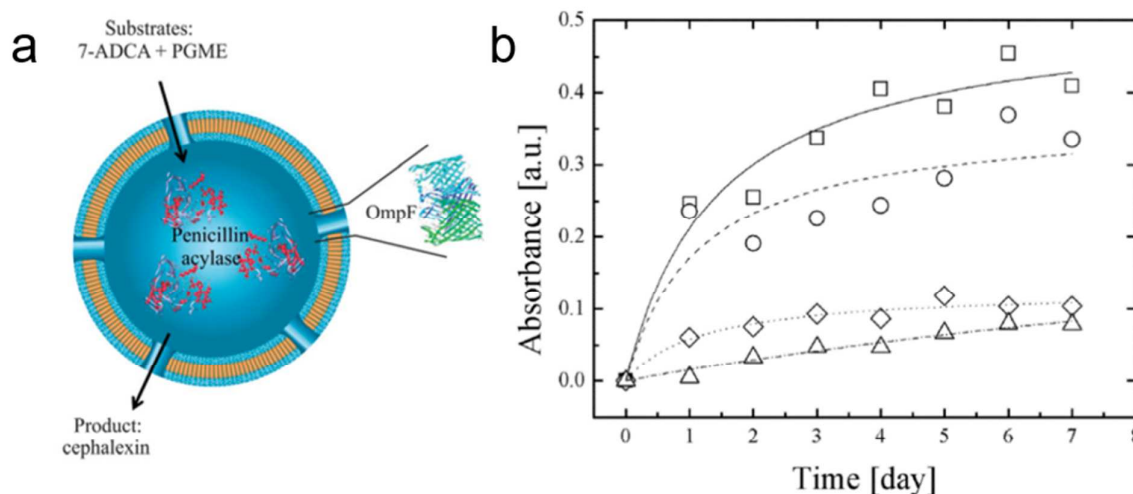 a
Substrates:
7-ADCA + PGME
OmpF
Penicillin
acylase
Product:
cephalexin
b
Absorbance [a.u.]
0.5
0.4
0.3
0.2
0.1
0.0
0 1 2 3 4 5 6 7 8
Time [day]